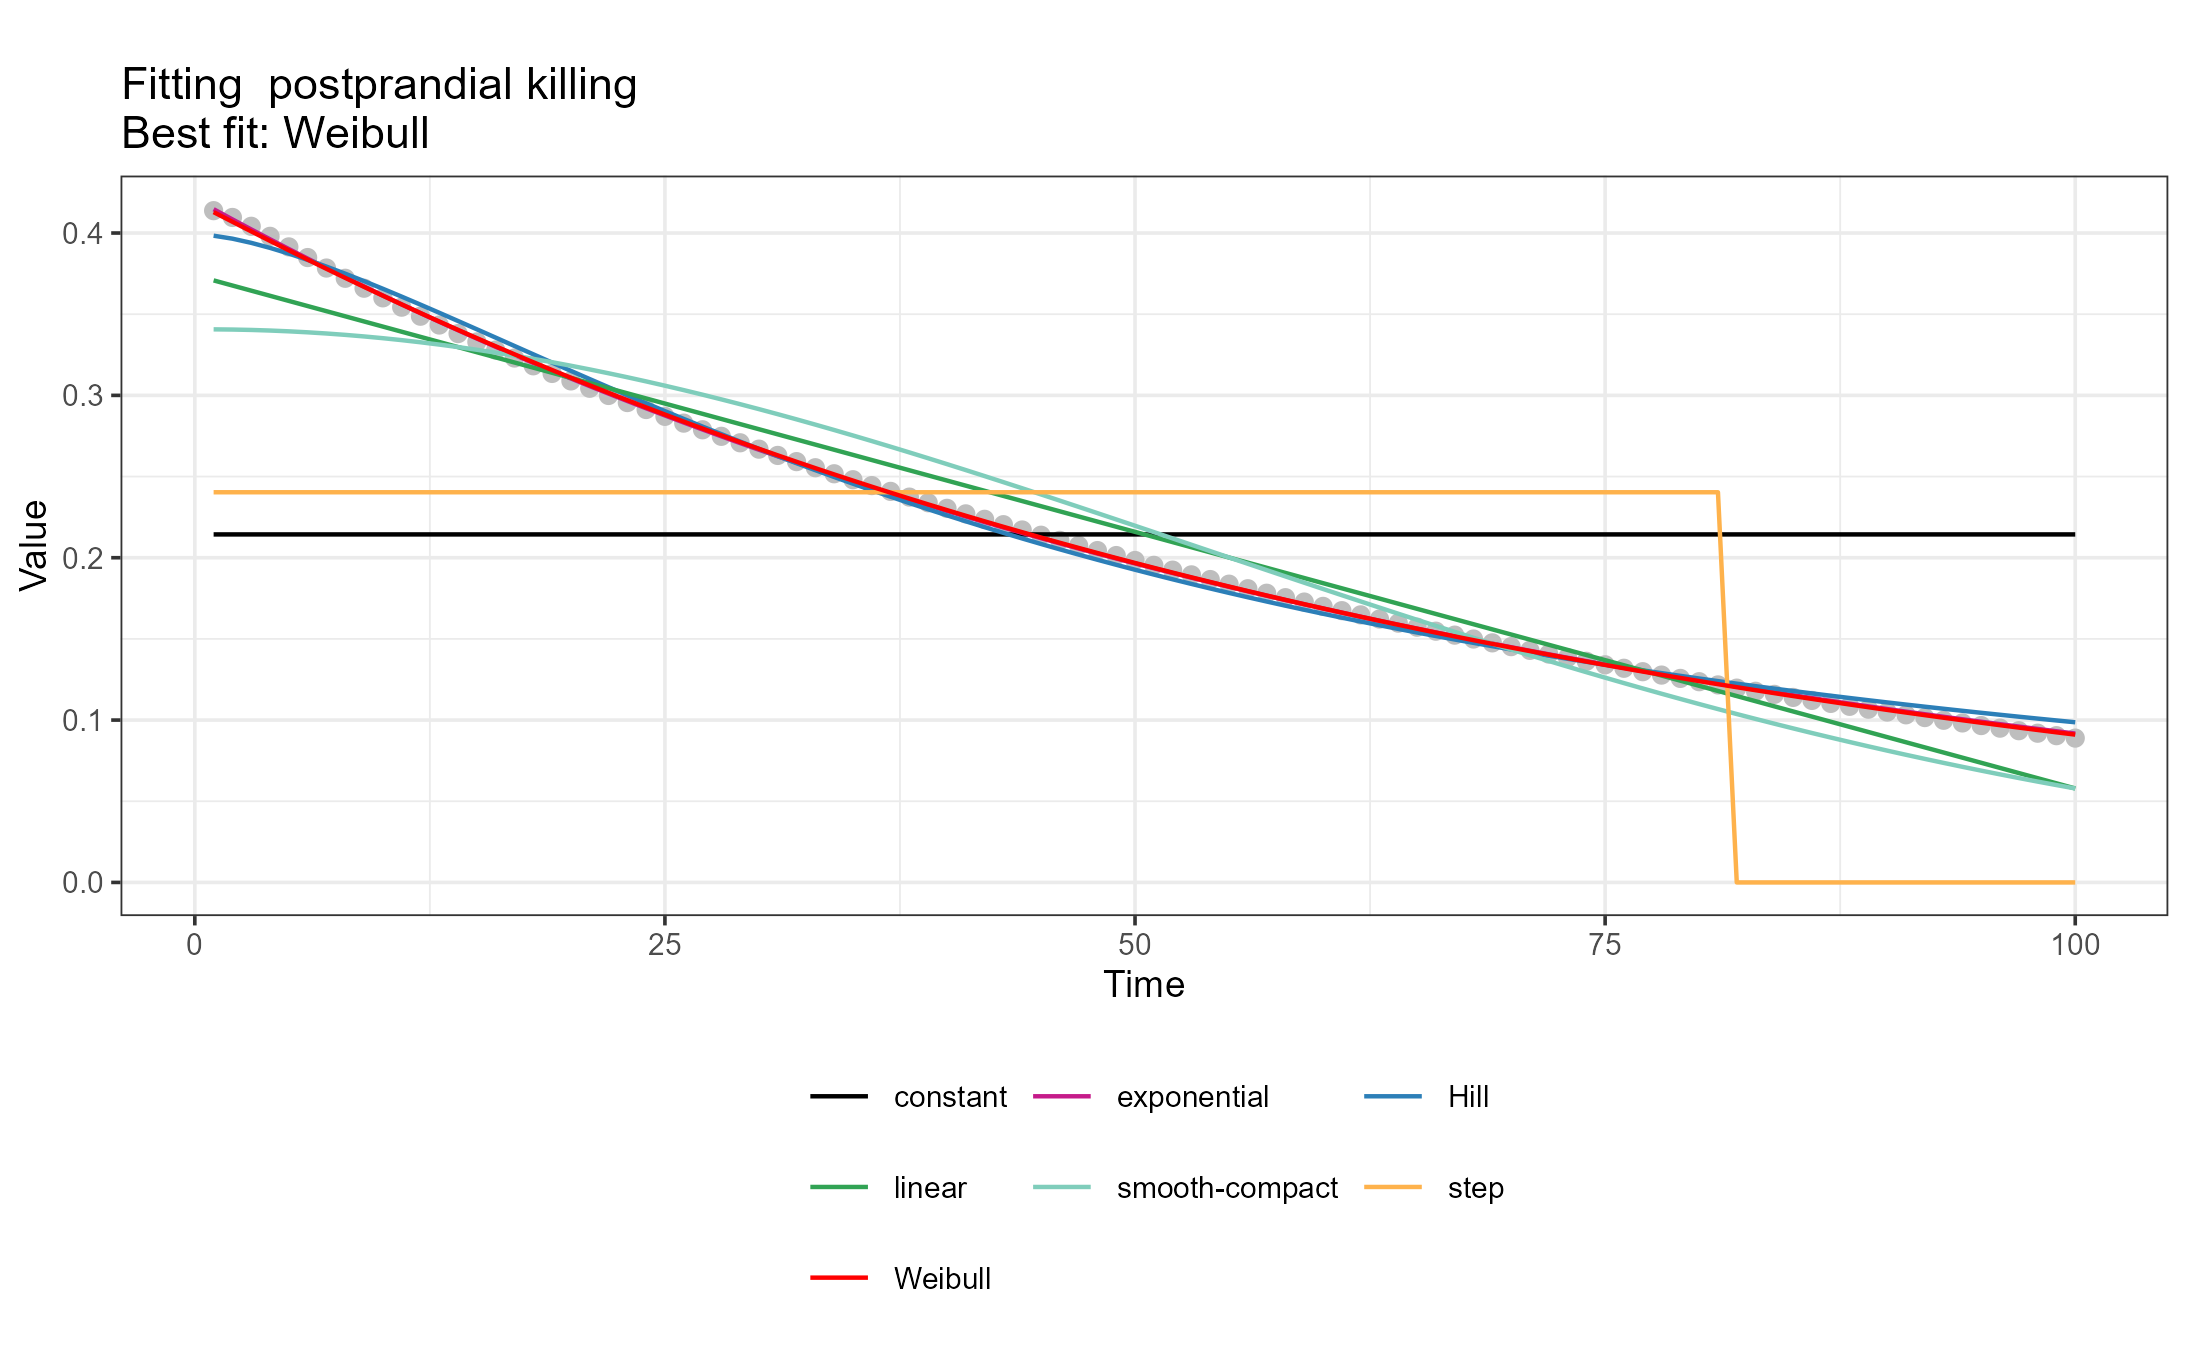 Fitting  postprandial killing
Best fit: Weibull
Value
0.4
0.3
0.2
0.1
0.0
0 25 50 75 100
Time
constant exponential Hill
linear smooth-compact step
Weibull